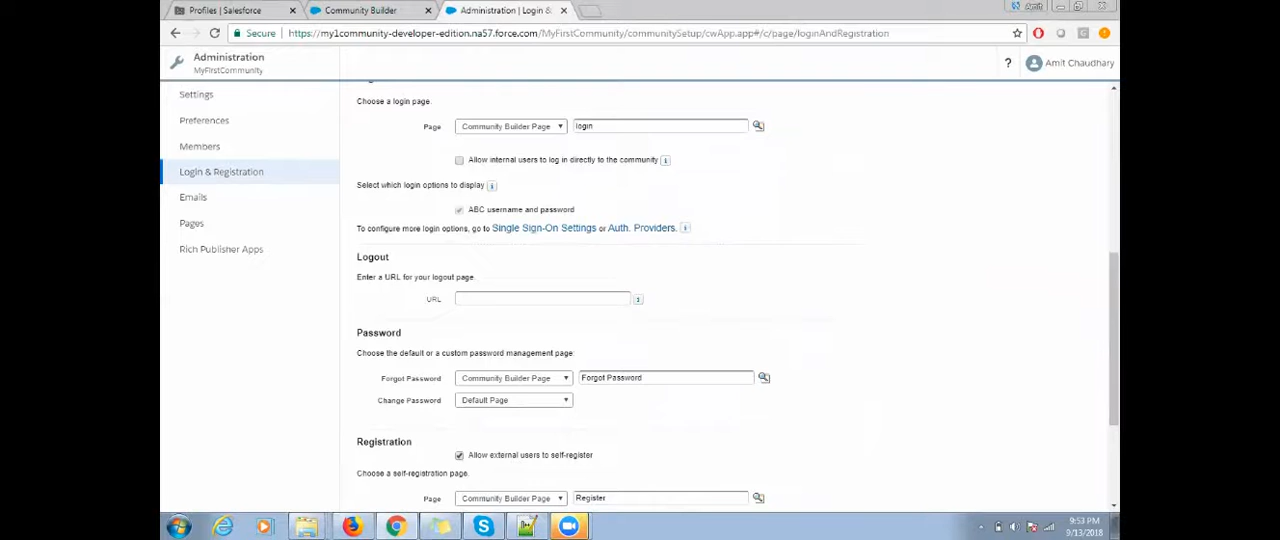 Profiles | Salesforce
Community Builder
Administration | Login &
Amit
Secure
https://my1community-developer-edition.na57.force.com/MyFirstCommunity/communitySetup/cwApp.app#/c/page/loginAndRegistration
Administration
MyFirstCommunity
?
Amit Chaudhary
Settings
Preferences
Members
Login & Registration
Emails
Pages
Rich Publisher Apps
Choose a login page.
Page
Community Builder Page
login
Allow internal users to log in directly to the community
Select which login options to display
ABC username and password
To configure more login options, go to Single Sign-On Settings or Auth. Providers.
Logout
Enter a URL for your logout page.
URL
Password
Choose the default or a custom password management page:
Forgot Password
Community Builder Page
Forgot Password
Change Password
Default Page
Registration
Allow external users to self-register
Choose a self-registration page.
Page
Community Builder Page
Register
9:53 PM
9/13/2018